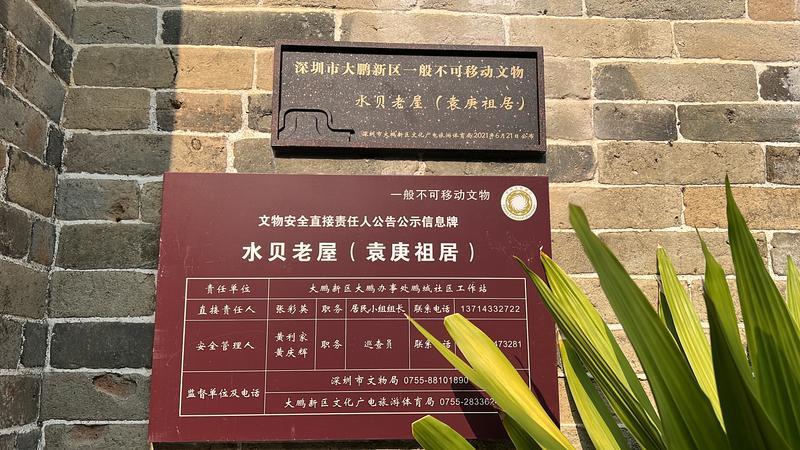 深圳市大鹏新区一般不可移动文物
水贝老屋（袁庚祖居）
深圳市大鹏新区文化广电旅游体育局2021年6月21日公布
一般不可移动文物
文物安全直接责任人公告公示信息牌
水贝老屋（袁庚祖居）
责任单位 大鹏新区大鹏办事处鹏城社区工作站
直接责任人 张彩英 职务 居民小组组长 联系电话 13714332722
安全管理人 黄利家 黄庆辉 职务 巡查员 联系 话 473281
监督单位及电话 深圳市文物局 0755-88101890
大鹏新区文化广电旅游体育局 0755-28336